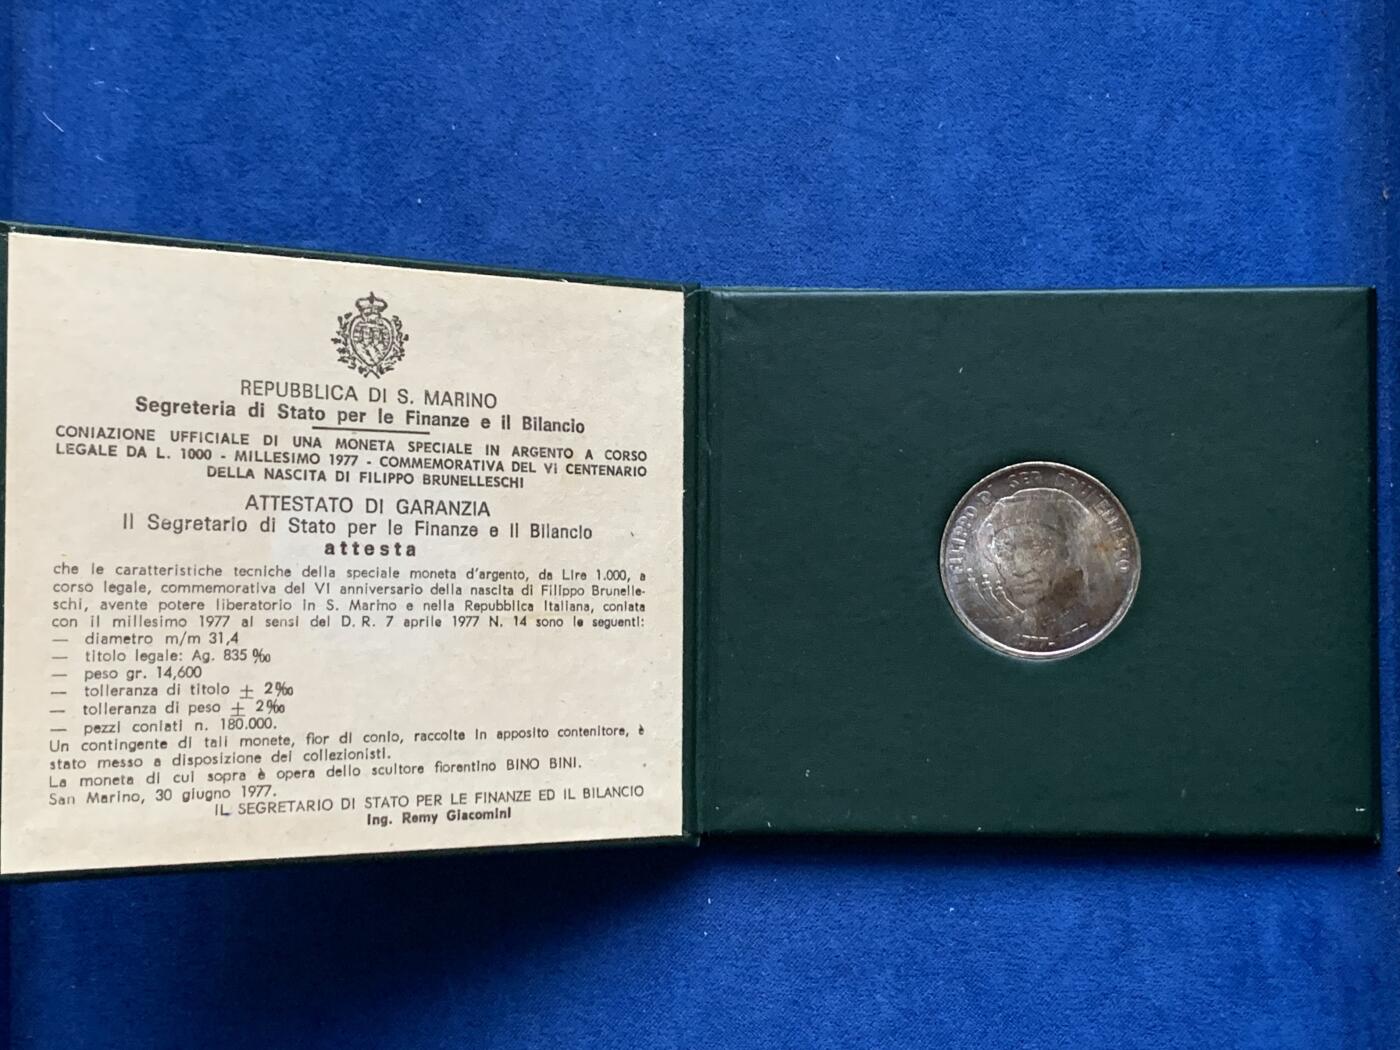 REPUBBLICA DI S. MARINO
Segreteria di Stato per le Finanze e il Bilancio
CONIAZIONE UFFICIALE DI UNA MONETA SPECIALE IN ARGENTO A CORSO
LEGALE DA L. 1000 - MILLESIMO 1977 - COMMEMORATIVA DEL VI CENTENARIO
DELLA NASCITA DI FILIPPO BRUNELLESCHI
ATTESTATO DI GARANZIA
Il Segretario di Stato per le Finanze e il Bilancio
attesta
che le caratteristiche tecniche della speciale moneta d'argento, da Lire 1.000, a
corso legale, commemorativa del VI anniversario della nascita di Filippo Brunelle-
schi, avente potere liberatorio in S. Marino e nella Repubblica Italiana, coniata
con il millesimo 1977 ai sensi del D. R. 7 aprile 1977 N. 14 sono le seguenti:
— diametro m/m 31,4
— titolo legale: Ag. 835 ‰
— peso gr. 14,600
— tolleranza di titolo ± 2‰
— tolleranza di peso ± 2‰
— pezzi coniati n. 180.000.
Un contingente di tali monete, fior di conio, raccolte in apposito contenitore, è
stato messo a disposizione dei collezionisti.
La moneta di cui sopra è opera dello scultore fiorentino BINO BINI.
San Marino, 30 giugno 1977.
IL SEGRETARIO DI STATO PER LE FINANZE ED IL BILANCIO
Ing. Remy Giacomini
FILIPPO DI SER